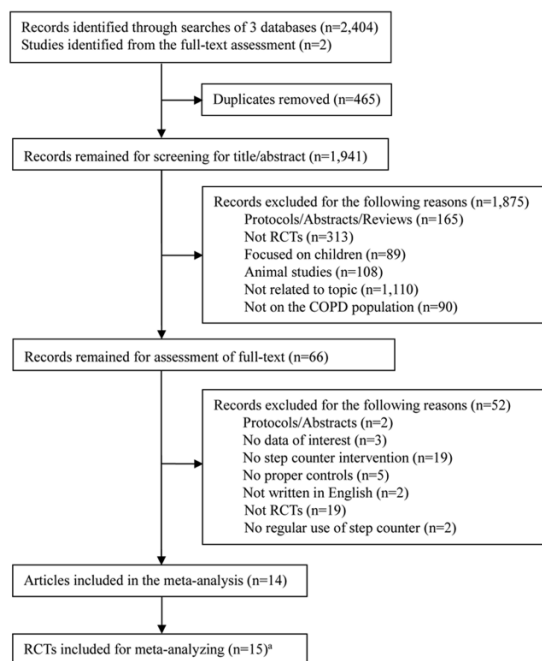 Records identified through searches of 3 databases (n=2,404)
Studies identified from the full-text assessment (n=2)
Duplicates removed (n=465)
Records remained for screening for title/abstract (n=1,941)
Records excluded for the following reasons (n=1,875)
Protocols/Abstracts/Reviews (n=165)
Not RCTs (n=313)
Focused on children (n=89)
Animal studies (n=108)
Not related to topic (n=1,110)
Not on the COPD population (n=90)
Records remained for assessment of full-text (n=66)
Records excluded for the following reasons (n=52)
Protocols/Abstracts (n=2)
No data of interest (n=3)
No step counter intervention (n=19)
No proper controls (n=5)
Not written in English (n=2)
Not RCTs (n=19)
No regular use of step counter (n=2)
Articles included in the meta-analysis (n=14)
RCTs included for meta-analyzing (n=15)ᵃ